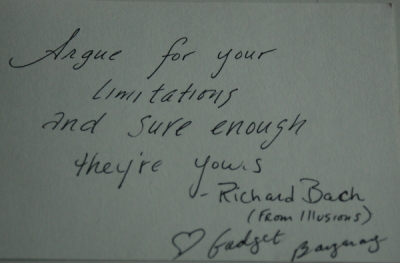 Argue for your
limitations
and sure enough
they're yours
- Richard Bach
(From Illusions)
♡ Gadget